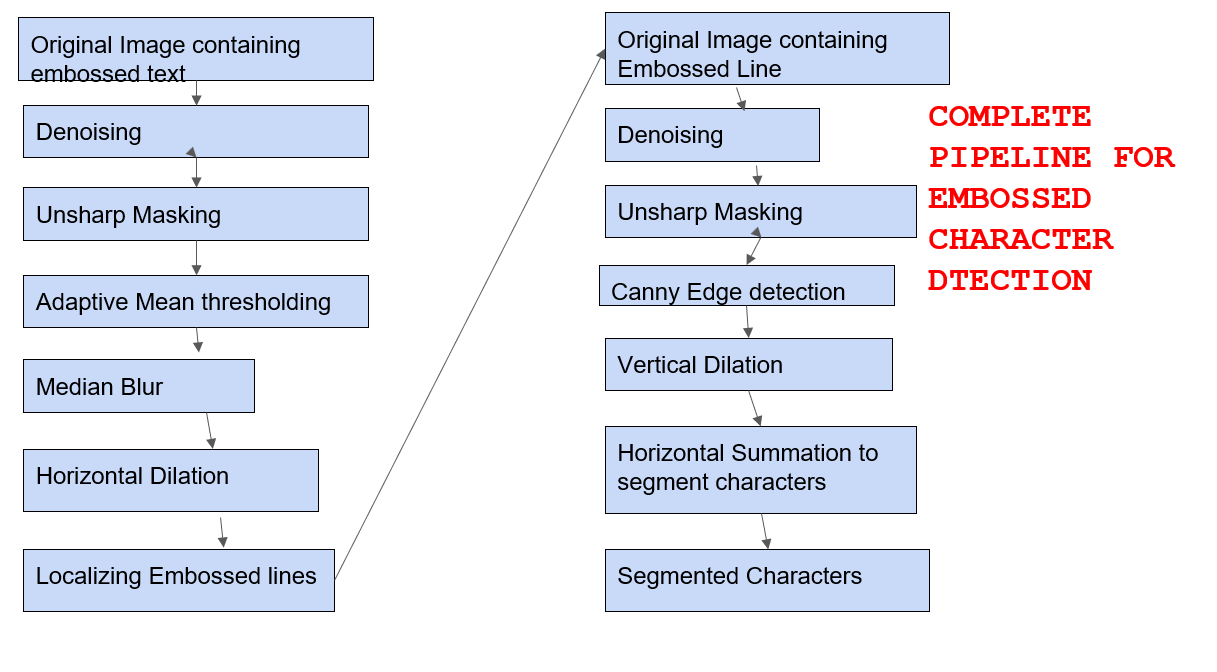 Original Image containing
embossed text
Denoising
Unsharp Masking
Adaptive Mean thresholding
Median Blur
Horizontal Dilation
Localizing Embossed lines
Original Image containing
Embossed Line
Denoising
Unsharp Masking
Canny Edge detection
Vertical Dilation
Horizontal Summation to
segment characters
Segmented Characters
COMPLETE
PIPELINE FOR
EMBOSSED
CHARACTER
DTECTION